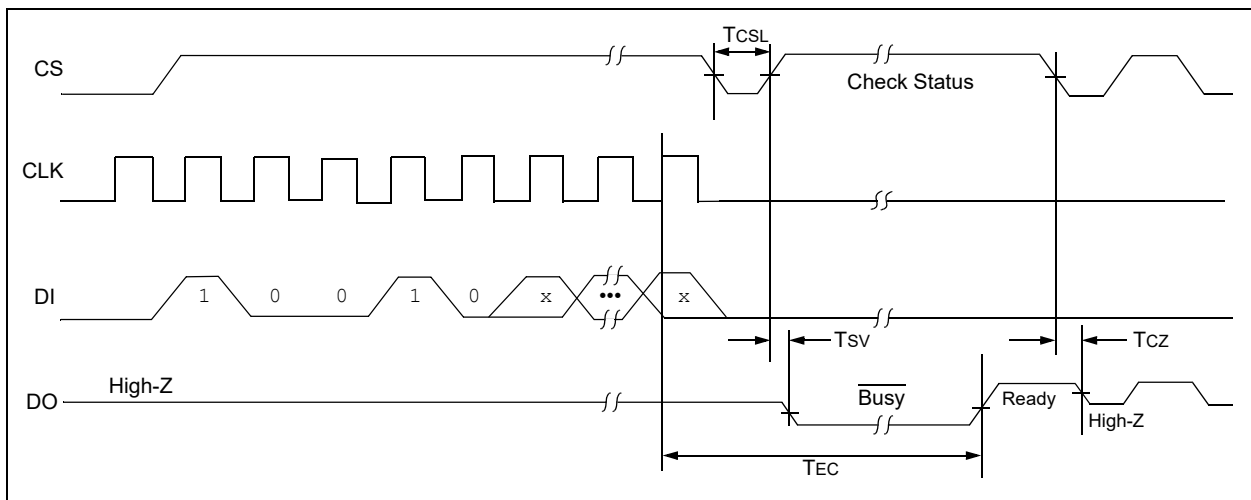 TCSL
CS
Check Status
CLK
DI
1 0 0 1 0 x ••• x
TSV
TCZ
High-Z
DO
Busy
Ready
High-Z
TEC